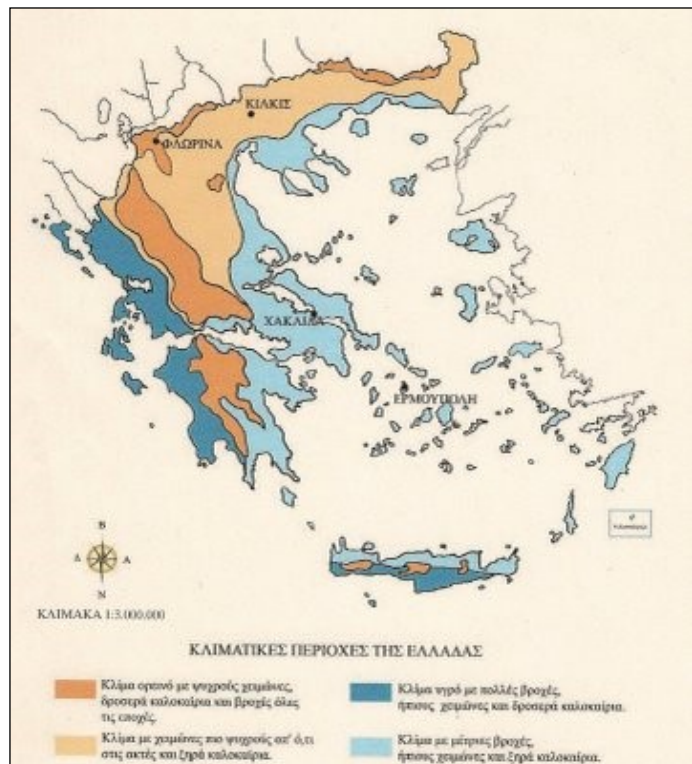 ΚΙΛΚΙΣ
ΦΛΩΡΙΝΑ
ΧΑΚΛΙΔΑ
ΕΡΜΟΥΠΟΛΗ
Β
Δ Α
Ν
ΚΛΙΜΑΚΑ 1:3.000.000
ΚΛΙΜΑΤΙΚΕΣ ΠΕΡΙΟΧΕΣ ΤΗΣ ΕΛΛΑΔΑΣ
Κλίμα ορεινό με ψυχρούς χειμώνες,
δροσερά καλοκαίρια και βροχές όλες
τις εποχές.
Κλίμα με χειμώνες πιο ψυχρούς απ' ό,τι
στις ακτές και ξηρά καλοκαίρια.
Κλίμα υγρό με πολλές βροχές,
ήπιους χειμώνες και δροσερά καλοκαίρια.
Κλίμα με μέτριες βροχές,
ήπιους χειμώνες και ξηρά καλοκαίρια.